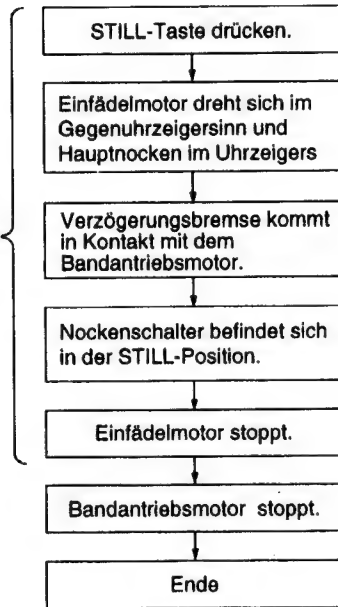 STILL-Taste drücken.
Einfädelmotor dreht sich im
Gegenuhrzeigersinn und
Hauptnocken im Uhrzeigers
Verzögerungsbremse kommt
in Kontakt mit dem
Bandantriebsmotor.
Nockenschalter befindet sich
in der STILL-Position.
Einfädelmotor stoppt.
Bandantriebsmotor stoppt.
Ende